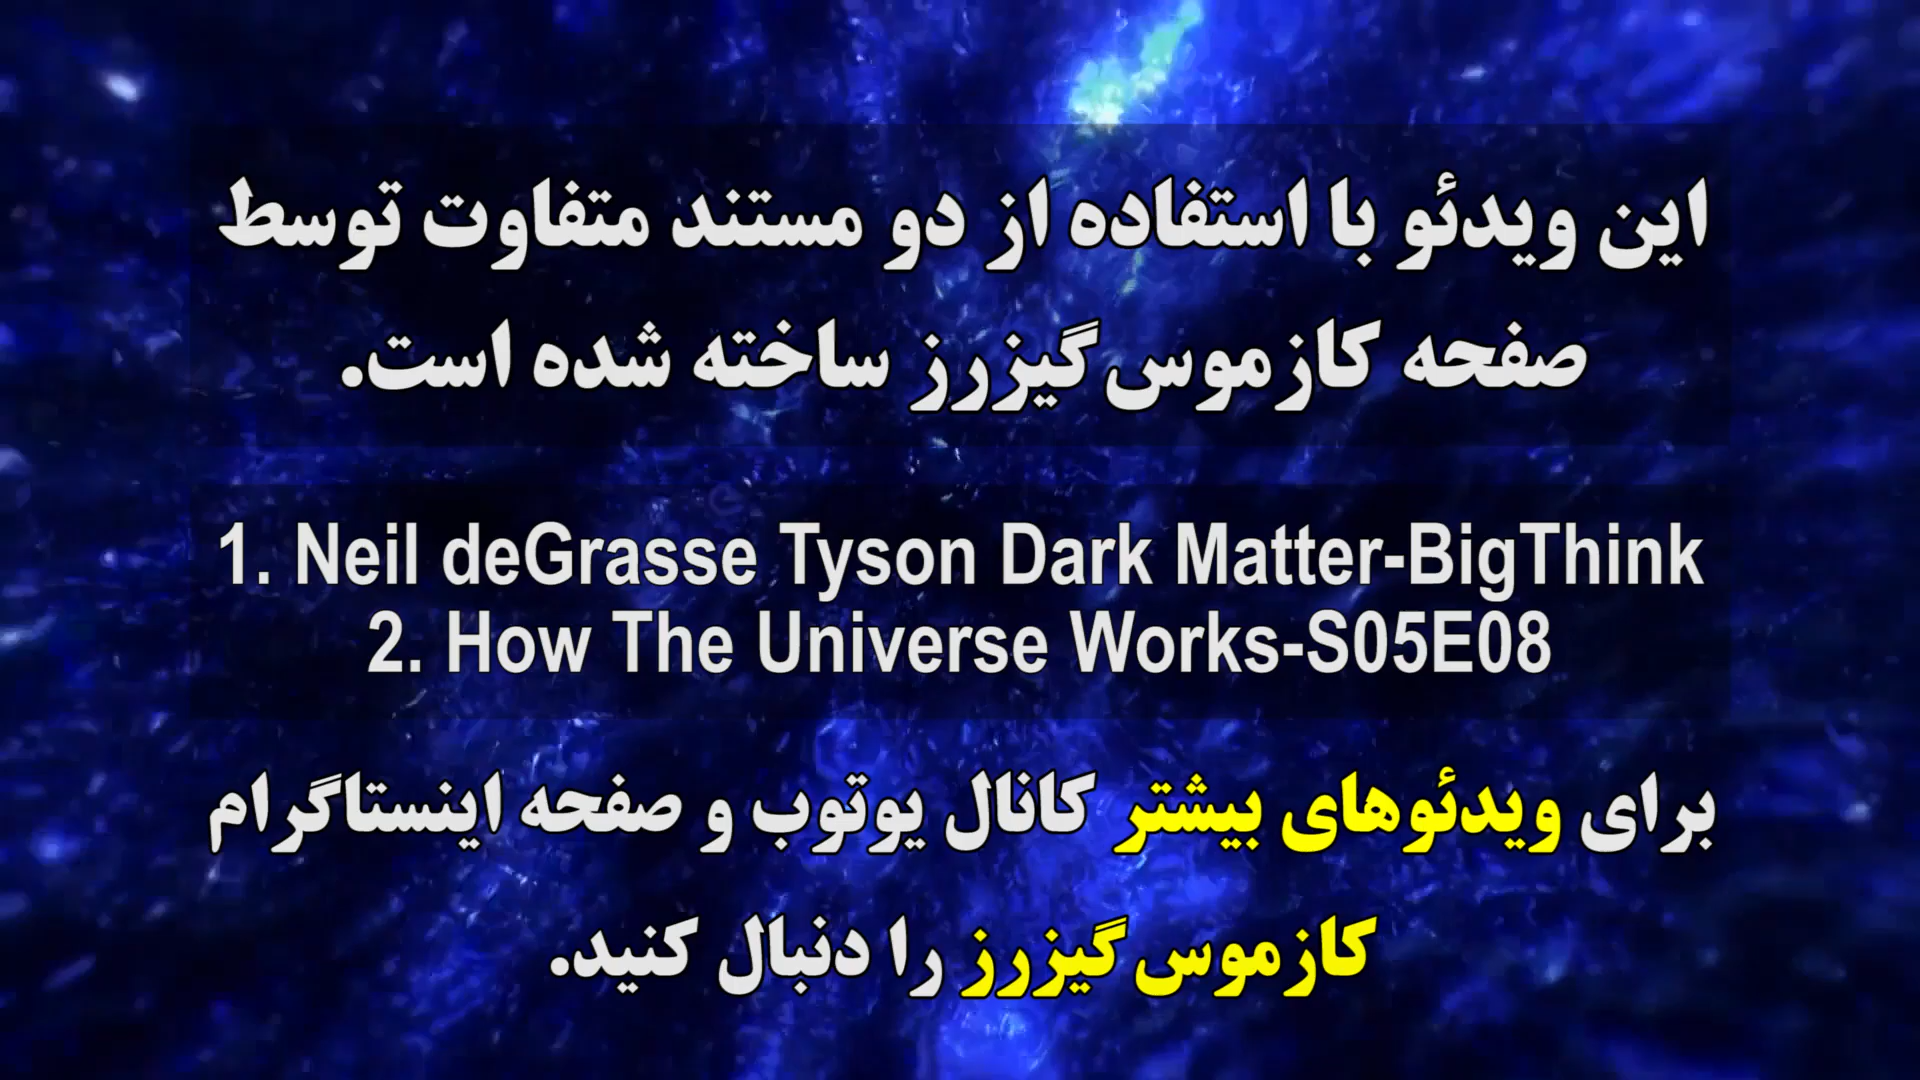 این ویدئو با استفاده از دو مستند متفاوت توسط
صفحه کازموس گیزرز ساخته شده است.
1. Neil deGrasse Tyson Dark Matter-BigThink
2. How The Universe Works-S05E08
برای ویدئوهای بیشتر کانال یوتوب و صفحه اینستاگرام
کازموس گیزرز را دنبال کنید.